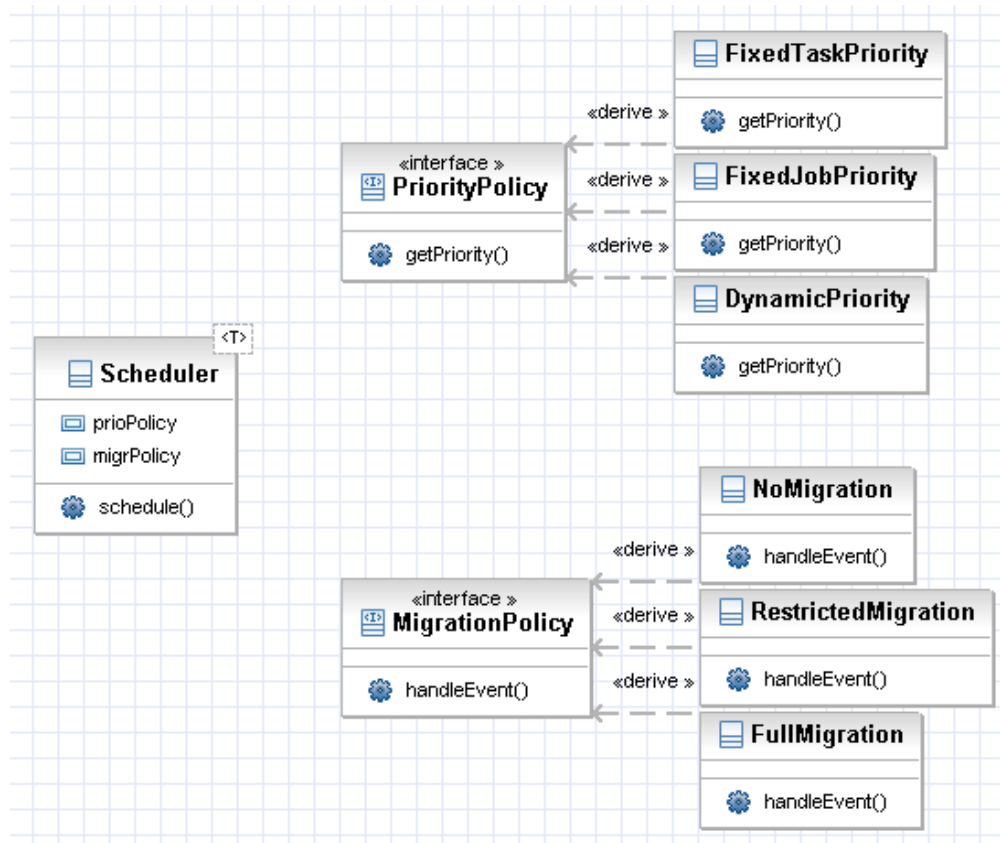 FixedTaskPriority
«derive »
getPriority()
«interface »
<I>
PriorityPolicy
getPriority()
«derive »
FixedJobPriority
getPriority()
«derive »
DynamicPriority
getPriority()
<T>
Scheduler
prioPolicy
migrPolicy
schedule()
NoMigration
«derive »
handleEvent()
«interface »
<I>
MigrationPolicy
handleEvent()
«derive »
RestrictedMigration
handleEvent()
«derive »
FullMigration
handleEvent()